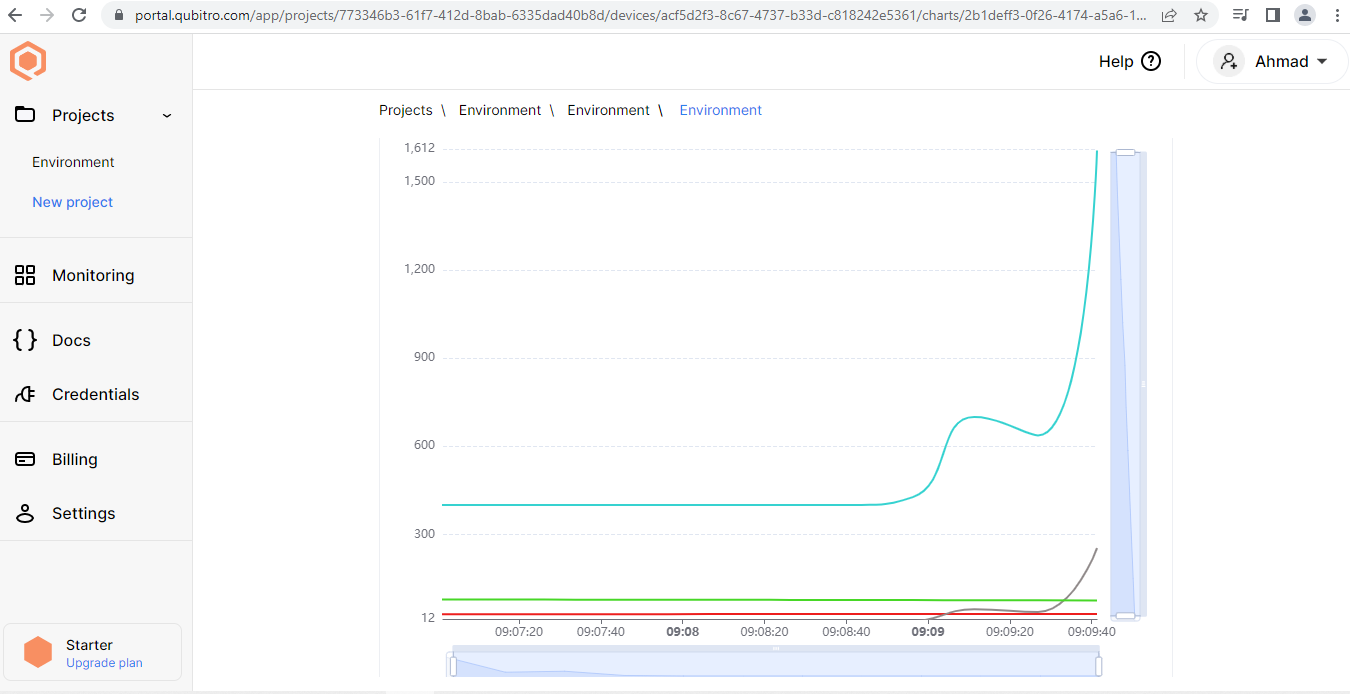 portal.qubitro.com/app/projects/773346b3-61f7-412d-8bab-6335dad40b8d/devices/acf5d2f3-8c67-4737-b33d-c818242e5361/charts/2b1deff3-0f26-4174-a5a6-1...
Help ? Ahmad
Projects
Environment
New project
Monitoring
{ } Docs
Credentials
Billing
Settings
Starter
Upgrade plan
Projects \ Environment \ Environment \ Environment
1,612
1,500
1,200
900
600
300
12
09:07:20 09:07:40 09:08 09:08:20 09:08:40 09:09 09:09:20 09:09:40